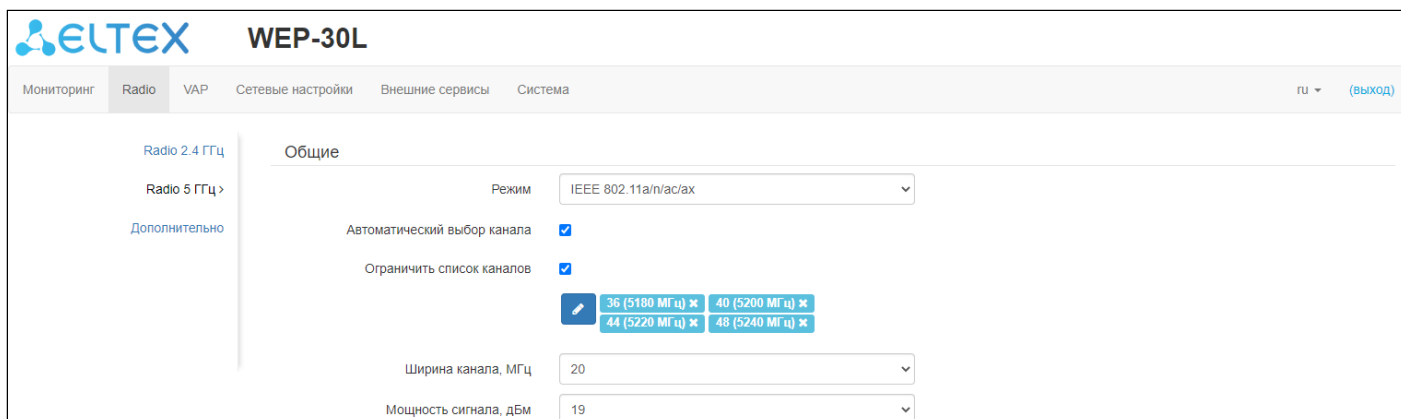 ELTEX WEP-30L
Мониторинг Radio VAP Сетевые настройки Внешние сервисы Система ru (выход)
Radio 2.4 ГГц
Radio 5 ГГц >
Дополнительно
Общие
Режим IEEE 802.11a/n/ac/ax
Автоматический выбор канала
Ограничить список каналов
36 (5180 МГц) × 40 (5200 МГц) ×
44 (5220 МГц) × 48 (5240 МГц) ×
Ширина канала, МГц 20
Мощность сигнала, дБм 19